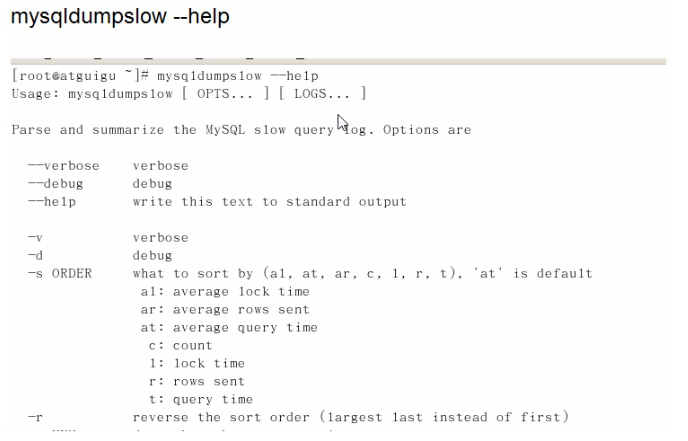 mysqldumpslow --help
[root@atguigu ~]# mysqldumpslow --help
Usage: mysqldumpslow [ OPTS... ] [ LOGS... ]
Parse and summarize the MySQL slow query log. Options are
--verbose    verbose
--debug      debug
--help       write this text to standard output
-v           verbose
-d           debug
-s ORDER     what to sort by (al, at, ar, c, l, r, t), 'at' is default
al: average lock time
ar: average rows sent
at: average query time
c: count
l: lock time
r: rows sent
t: query time
-r           reverse the sort order (largest last instead of first)